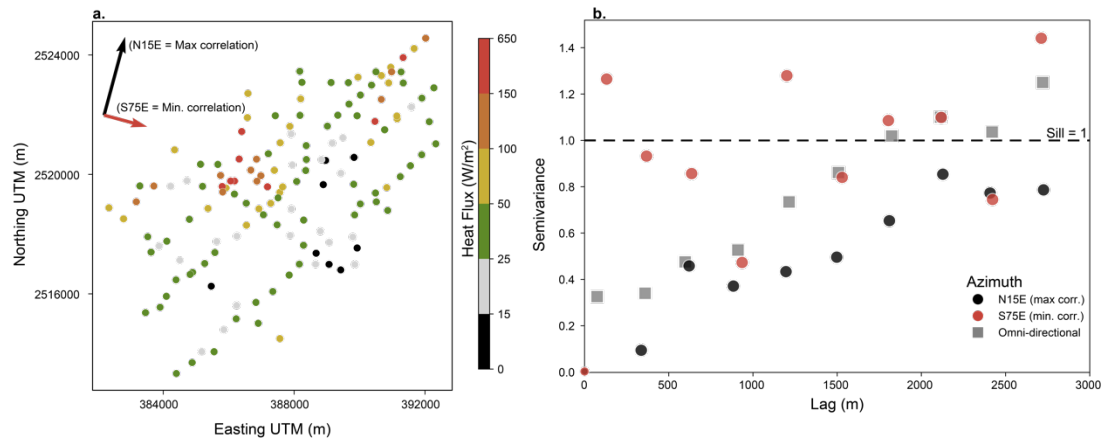 a.
(N15E = Max correlation)
(S75E = Min. correlation)
2524000
2520000
2516000
Northing UTM (m)
384000 388000 392000
Easting UTM (m)
650
150
100
50
25
15
0
Heat Flux (W/m²)
b.
1.4
1.2
1.0
0.8
0.6
0.4
0.2
0.0
Semivariance
Sill = 1
Azimuth
N15E (max corr.)
S75E (min. corr.)
Omni-directional
0 500 1000 1500 2000 2500 3000
Lag (m)